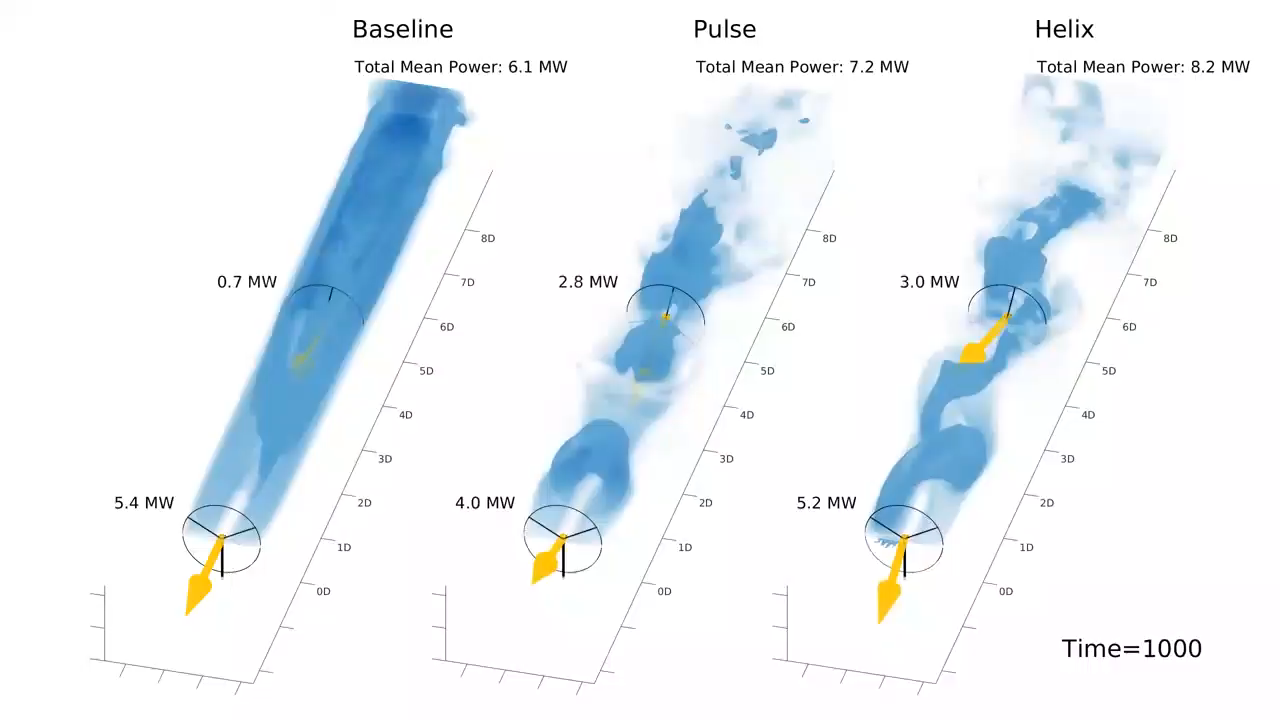 Baseline
Total Mean Power: 6.1 MW
0.7 MW
5.4 MW
8D
7D
6D
5D
4D
3D
2D
1D
0D
Pulse
Total Mean Power: 7.2 MW
2.8 MW
4.0 MW
8D
7D
6D
5D
4D
3D
2D
1D
0D
Helix
Total Mean Power: 8.2 MW
3.0 MW
5.2 MW
8D
7D
6D
5D
4D
3D
2D
1D
0D
Time=1000